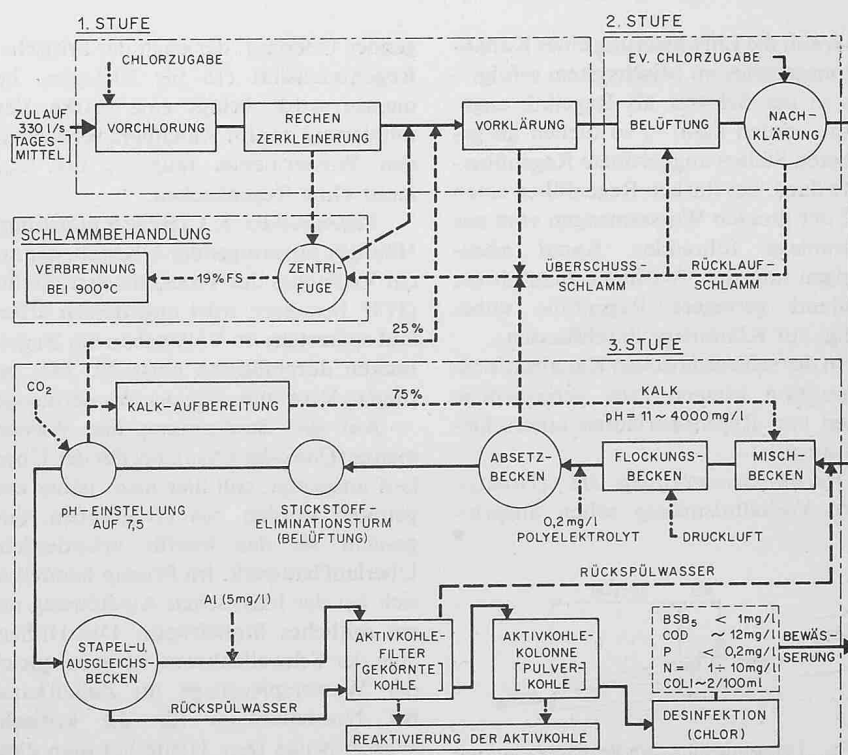 1. STUFE
2. STUFE
CHLORZUGABE
EV. CHLORZUGABE
ZULAUF
330 l/s
[TAGES-
MITTEL]
VORCHLORUNG
RECHEN
ZERKLEINERUNG
VORKLÄRUNG
BELÜFTUNG
NACH-
KLÄRUNG
SCHLAMMBEHANDLUNG
VERBRENNUNG
BEI 900°C
19% FS
ZENTRI-
FUGE
ÜBERSCHUSS-
SCHLAMM
RÜCKLAUF-
SCHLAMM
25%
3. STUFE
CO2
KALK-AUFBEREITUNG
75%
KALK
pH = 11 ~ 4000 mg/l
ABSETZ-
BECKEN
FLOCKUNGS-
BECKEN
MISCH-
BECKEN
pH-EINSTELLUNG
AUF 7,5
STICKSTOFF-
ELIMINATIONSTURM
(BELÜFTUNG)
0,2 mg/l
POLYELEKTROLYT
DRUCKLUFT
RÜCKSPÜLWASSER
Al (5mg/l)
STAPEL-U.
AUSGLEICHS-
BECKEN
RÜCKSPÜLWASSER
AKTIVKOHLE-
FILTER
[GEKÖRNTE
KOHLE]
AKTIVKOHLE-
KOLONNE
[PULVER-
KOHLE]
BSB5 < 1mg/l
COD ~ 12mg/l
P < 0,2mg/l
N = 1÷10mg/l
COLI ~ 2/100ml
BEWÄS-
SERUNG
DESINFEKTION
(CHLOR)
REAKTIVIERUNG DER AKTIVKOHLE